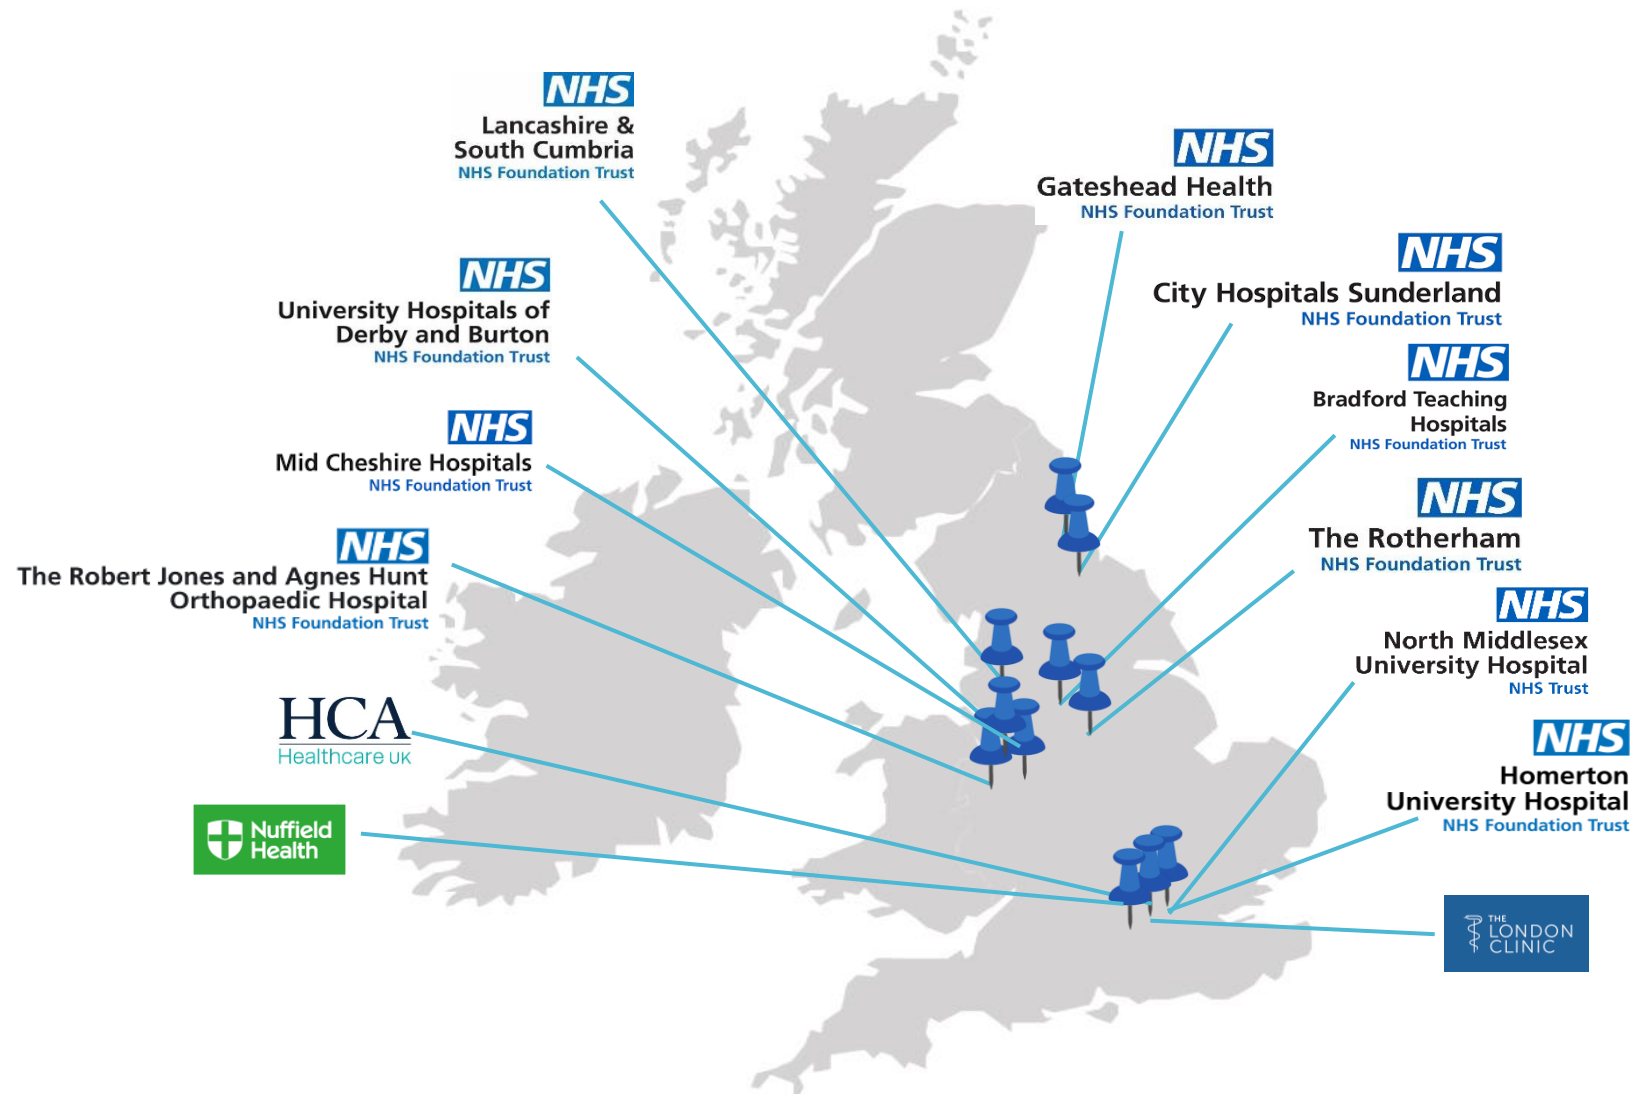 NHS
Lancashire &
South Cumbria
NHS Foundation Trust
NHS
University Hospitals of
Derby and Burton
NHS Foundation Trust
NHS
Mid Cheshire Hospitals
NHS Foundation Trust
NHS
The Robert Jones and Agnes Hunt
Orthopaedic Hospital
NHS Foundation Trust
HCA
Healthcare UK
Nuffield
Health
NHS
Gateshead Health
NHS Foundation Trust
NHS
City Hospitals Sunderland
NHS Foundation Trust
NHS
Bradford Teaching
Hospitals
NHS Foundation Trust
NHS
The Rotherham
NHS Foundation Trust
NHS
North Middlesex
University Hospital
NHS Trust
NHS
Homerton
University Hospital
NHS Foundation Trust
THE
LONDON
CLINIC